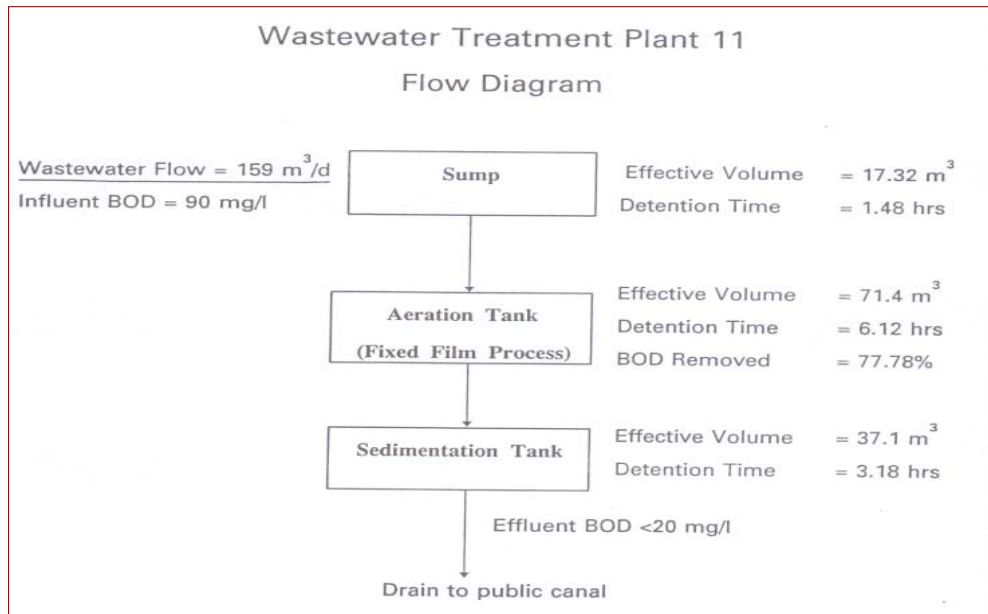 Wastewater Treatment Plant 11
Flow Diagram
Wastewater Flow = 159 m³/d
Influent BOD = 90 mg/l
Sump
Effective Volume = 17.32 m³
Detention Time = 1.48 hrs
Aeration Tank
(Fixed Film Process)
Effective Volume = 71.4 m³
Detention Time = 6.12 hrs
BOD Removed = 77.78%
Sedimentation Tank
Effective Volume = 37.1 m³
Detention Time = 3.18 hrs
Effluent BOD <20 mg/l
Drain to public canal